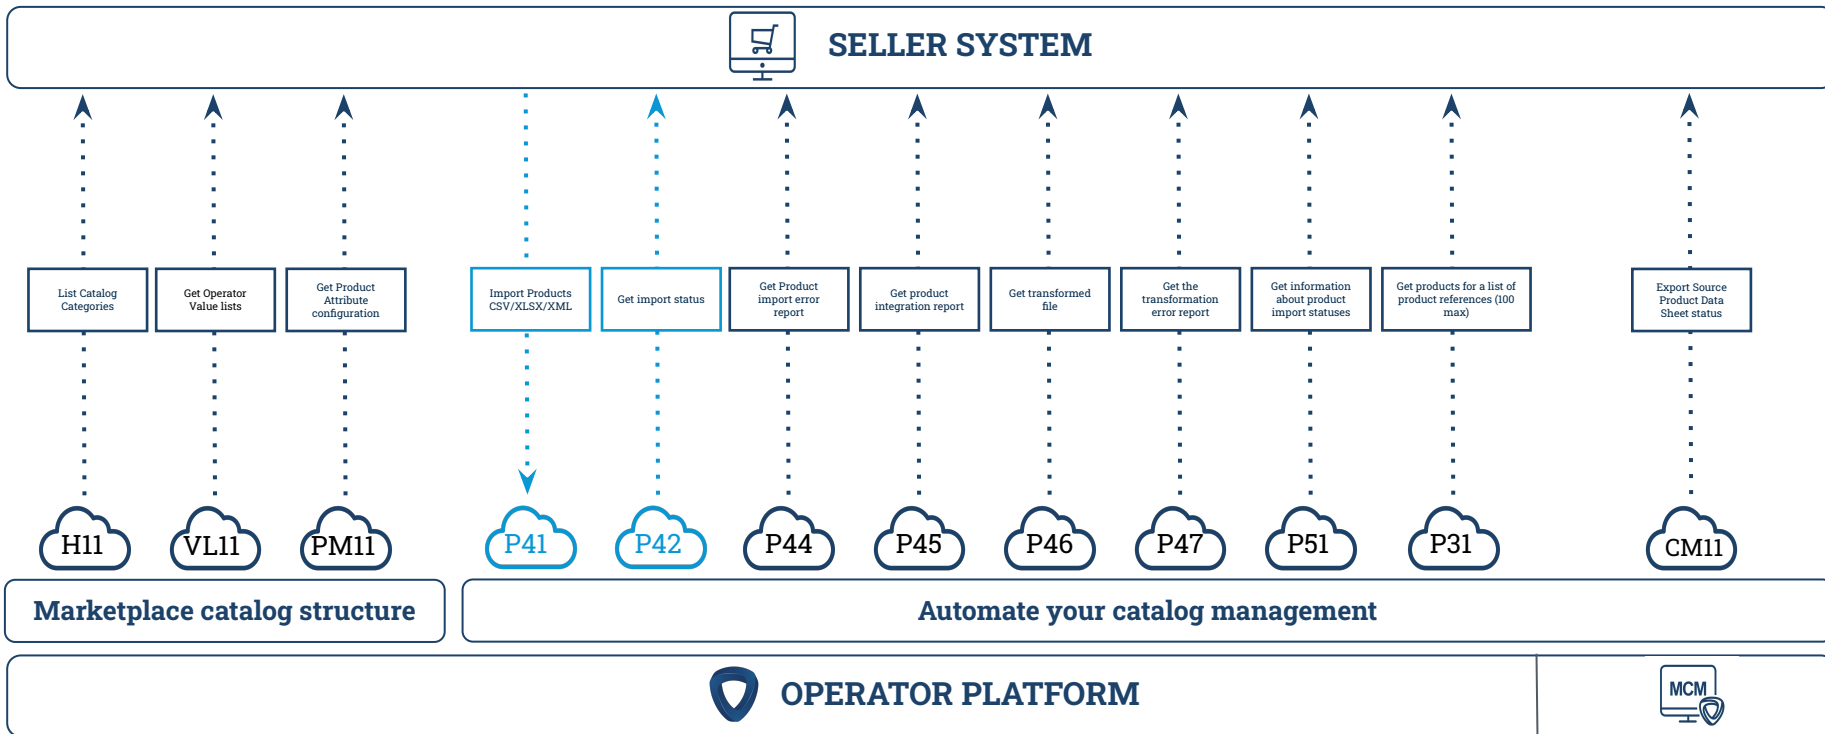 SELLER SYSTEM
List Catalog
Categories
Get Operator
Value lists
Get Product
Attribute
configuration
Import Products
CSV/XLSX/XML
Get import status
Get Product
import error
report
Get product
integration report
Get transformed
file
Get the
transformation
error report
Get information
about product
import statuses
Get products for a list of
product references (100
max)
Export Source
Product Data
Sheet status
H11
VL11
PM11
P41
P42
P44
P45
P46
P47
P51
P31
CM11
Marketplace catalog structure
Automate your catalog management
OPERATOR PLATFORM
MCM